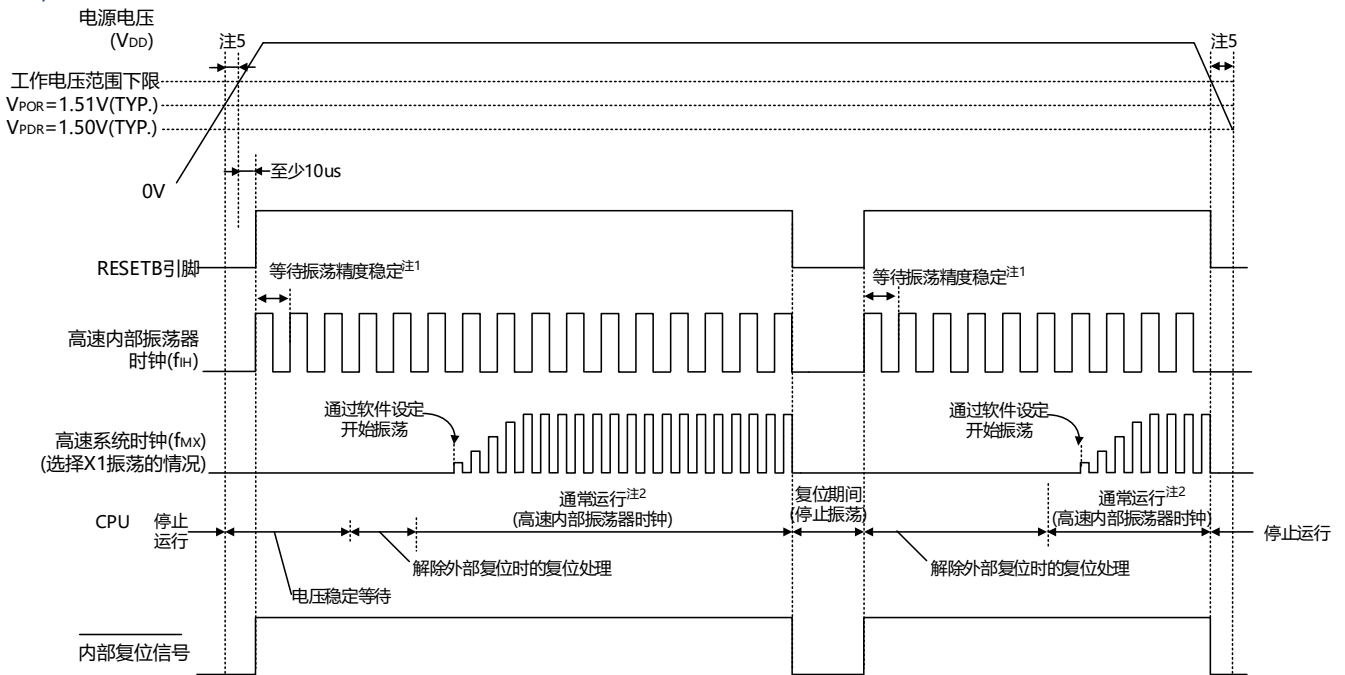 电源电压
(VDD)
注5
注5
工作电压范围下限
VPOR=1.51V(TYP.)
VPDR=1.50V(TYP.)
至少10us
0V
RESETB引脚
等待振荡精度稳定注1
等待振荡精度稳定注1
高速内部振荡器
时钟(fIH)
通过软件设定
开始振荡
通过软件设定
开始振荡
高速系统时钟(fMX)
(选择X1振荡的情况)
通常运行注2
(高速内部振荡器时钟)
复位期间
(停止振荡)
通常运行注2
(高速内部振荡器时钟)
CPU
停止
运行
停止运行
解除外部复位时的复位处理
解除外部复位时的复位处理
电压稳定等待
内部复位信号